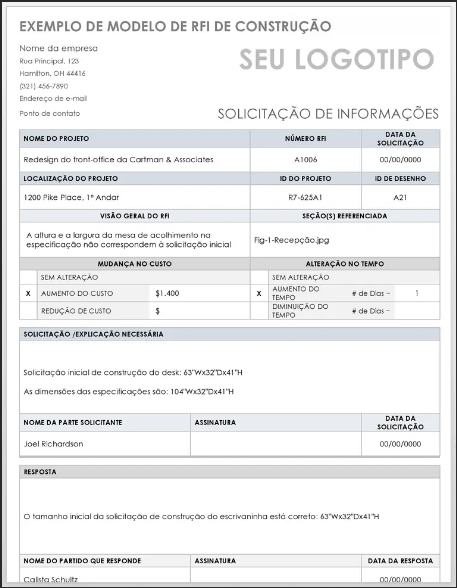 EXEMPLO DE MODELO DE RFI DE CONSTRUÇÃO
Nome da empresa
Rua Principal, 123
Hamilton, OH 44416
(321) 456-7890
Endereço de e-mail
Ponto de contato
SEU LOGOTIPO
SOLICITAÇÃO DE INFORMAÇÕES
NOME DO PROJETO NÚMERO RFI DATA DA SOLICITAÇÃO
Redesign do front-office da Cartman & Associates A1006 00/00/0000
LOCALIZAÇÃO DO PROJETO ID DO PROJETO ID DE DESENHO
1200 Pike Place, 1º Andar R7-625A1 A21
VISÃO GERAL DO RFI SEÇÃO(S) REFERENCIADA
A altura e a largura da mesa de acolhimento na
especificação não correspondem à solicitação inicial
Fig-1-Recepção.jpg
MUDANÇA NO CUSTO ALTERAÇÃO NO TEMPO
SEM ALTERAÇÃO SEM ALTERAÇÃO
X AUMENTO DO CUSTO $1.400 X AUMENTO DO TEMPO # de Dias – 1
REDUÇÃO DE CUSTO $ DIMINUIÇÃO DO TEMPO # de Dias –
SOLICITAÇÃO /EXPLICAÇÃO NECESSÁRIA
Solicitação inicial de construção do desk: 63"Wx32"Dx41"H
As dimensões das especificações são: 104"Wx32"Dx41"H
NOME DA PARTE SOLICITANTE ASSINATURA DATA DA SOLICITAÇÃO
Joel Richardson 00/00/0000
RESPOSTA
O tamanho inicial da solicitação de construção do escrivaninha está correto: 63"Wx32"Dx41"H
NOME DO PARTIDO QUE RESPONDE ASSINATURA DATA DA RESPOSTA
Calista Schultz 00/00/0000